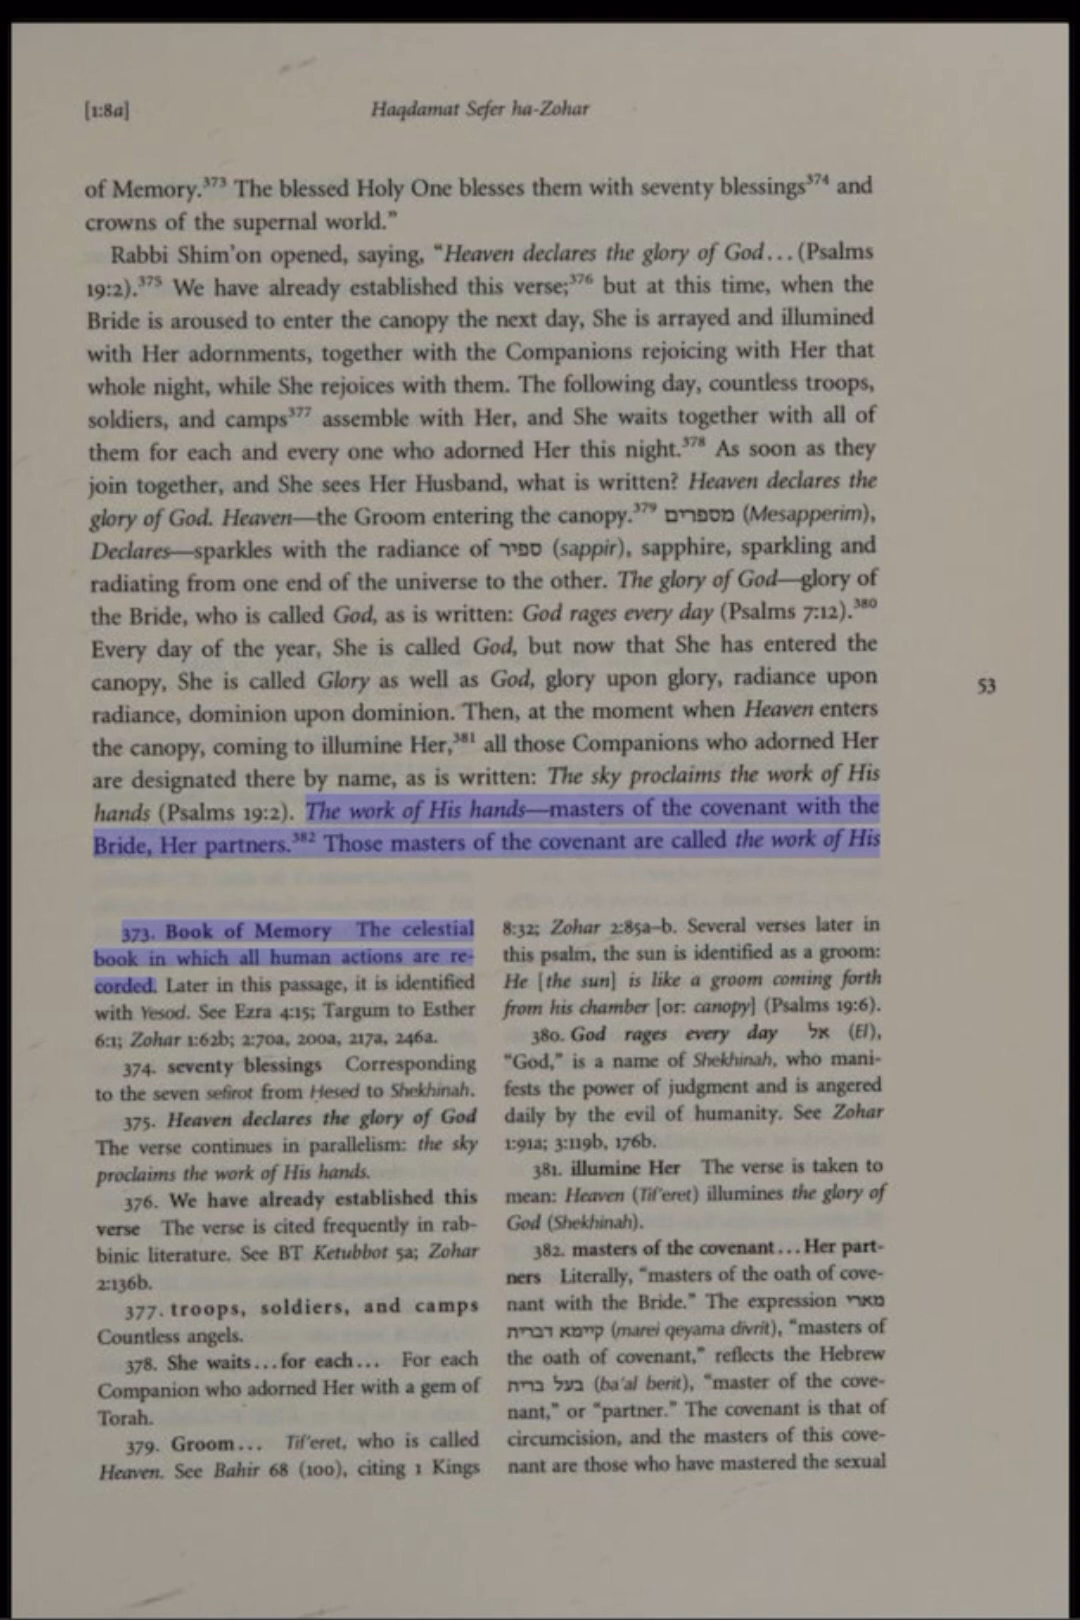 [1:8a]
Haqdamat Sefer ha-Zohar
of Memory.³⁷³ The blessed Holy One blesses them with seventy blessings³⁷⁴ and
crowns of the supernal world.”
Rabbi Shim'on opened, saying, “Heaven declares the glory of God... (Psalms
19:2).³⁷⁵ We have already established this verse;³⁷⁶ but at this time, when the
Bride is aroused to enter the canopy the next day, She is arrayed and illumined
with Her adornments, together with the Companions rejoicing with Her that
whole night, while She rejoices with them. The following day, countless troops,
soldiers, and camps³⁷⁷ assemble with Her, and She waits together with all of
them for each and every one who adorned Her this night.³⁷⁸ As soon as they
join together, and She sees Her Husband, what is written? Heaven declares the
glory of God. Heaven—the Groom entering the canopy.³⁷⁹ מספרים (Mesapperim),
Declares—sparkles with the radiance of ספיר (sappir), sapphire, sparkling and
radiating from one end of the universe to the other. The glory of God—glory of
the Bride, who is called God, as is written: God rages every day (Psalms 7:12).³⁸⁰
Every day of the year, She is called God, but now that She has entered the
canopy, She is called Glory as well as God, glory upon glory, radiance upon
radiance, dominion upon dominion. Then, at the moment when Heaven enters
the canopy, coming to illumine Her,³⁸¹ all those Companions who adorned Her
are designated there by name, as is written: The sky proclaims the work of His
hands (Psalms 19:2). The work of His hands—masters of the covenant with the
Bride, Her partners.³⁸² Those masters of the covenant are called the work of His
53
373. Book of Memory The celestial
book in which all human actions are re-
corded. Later in this passage, it is identified
with Yesod. See Ezra 4:15; Targum to Esther
6:1; Zohar 1:62b; 2:70a, 200a, 217a, 246a.
374. seventy blessings Corresponding
to the seven sefirot from Ḥesed to Shekhinah.
375. Heaven declares the glory of God
The verse continues in parallelism: the sky
proclaims the work of His hands.
376. We have already established this
verse The verse is cited frequently in rab-
binic literature. See BT Ketubbot 5a; Zohar
2:136b.
377. troops, soldiers, and camps
Countless angels.
378. She waits...for each... For each
Companion who adorned Her with a gem of
Torah.
379. Groom... Tif'eret, who is called
Heaven. See Bahir 68 (100), citing 1 Kings
8:32; Zohar 2:85a–b. Several verses later in
this psalm, the sun is identified as a groom:
He [the sun] is like a groom coming forth
from his chamber [or: canopy] (Psalms 19:6).
380. God rages every day אל (El),
“God,” is a name of Shekhinah, who mani-
fests the power of judgment and is angered
daily by the evil of humanity. See Zohar
1:91a; 3:119b, 176b.
381. illumine Her The verse is taken to
mean: Heaven (Tif'eret) illumines the glory of
God (Shekhinah).
382. masters of the covenant...Her part-
ners Literally, “masters of the oath of cove-
nant with the Bride.” The expression מארי
קיימא דברית (marei qeyama divrit), “masters of
the oath of covenant,” reflects the Hebrew
בעל ברית (ba'al berit), “master of the cove-
nant,” or “partner.” The covenant is that of
circumcision, and the masters of this cove-
nant are those who have mastered the sexual